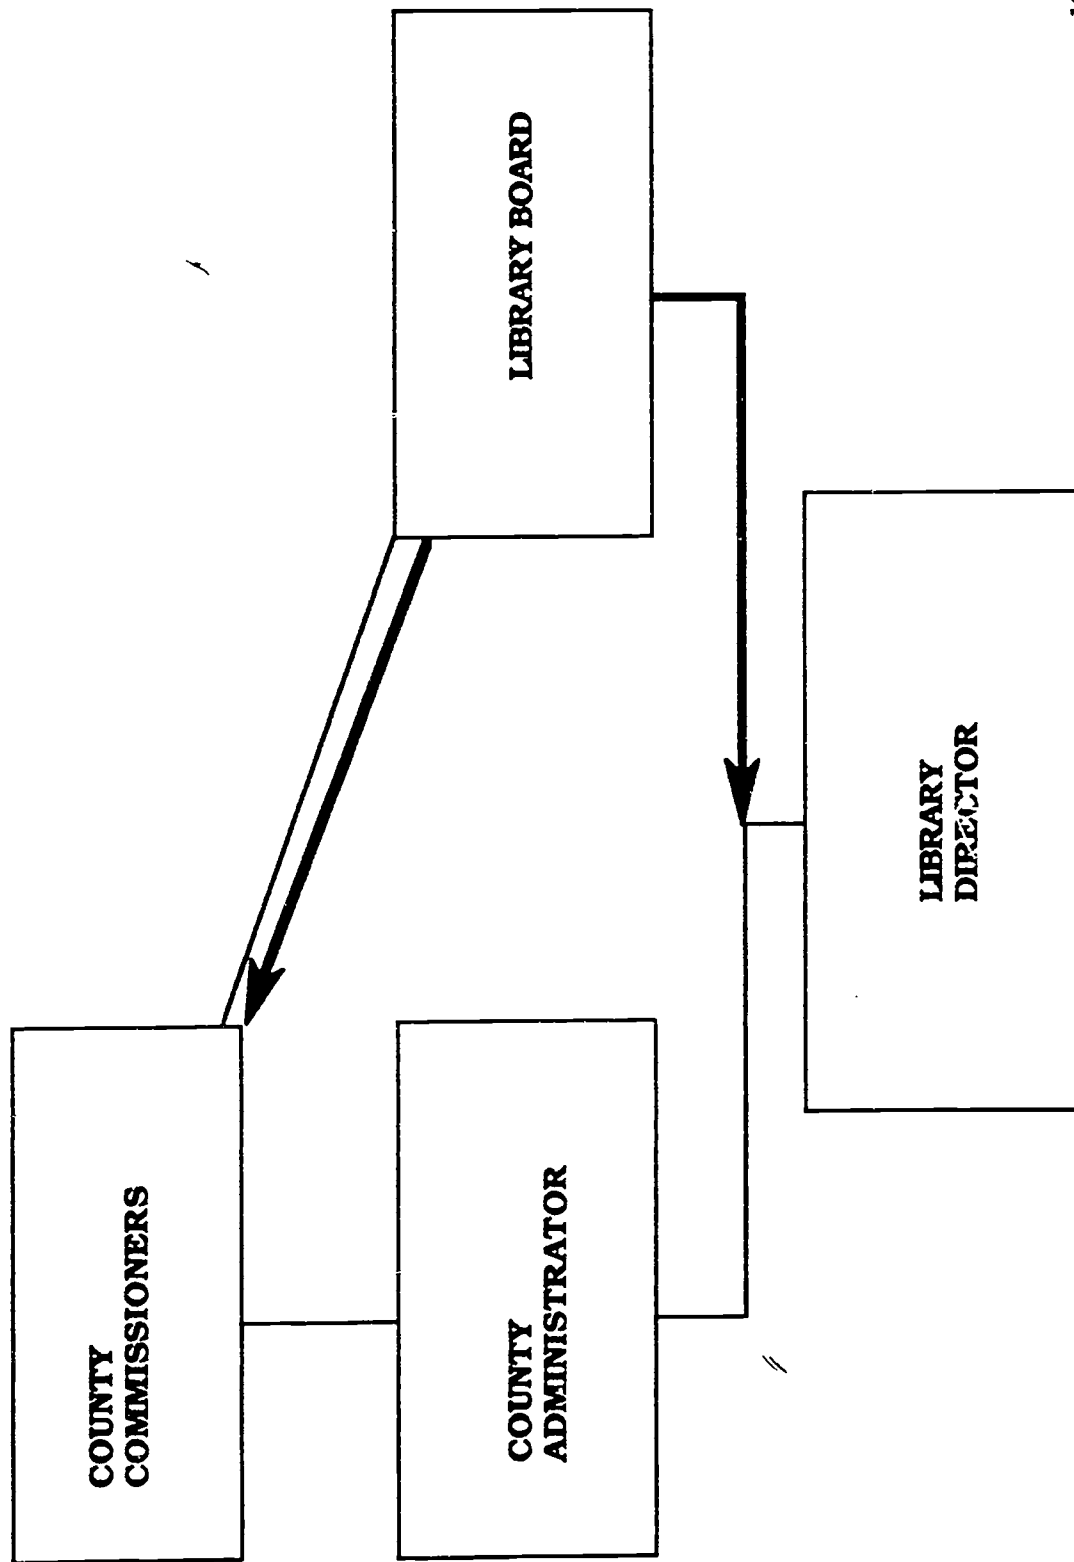 COUNTY
COMMISSIONERS
COUNTY
ADMINISTRATOR
LIBRARY BOARD
LIBRARY
DIRECTOR